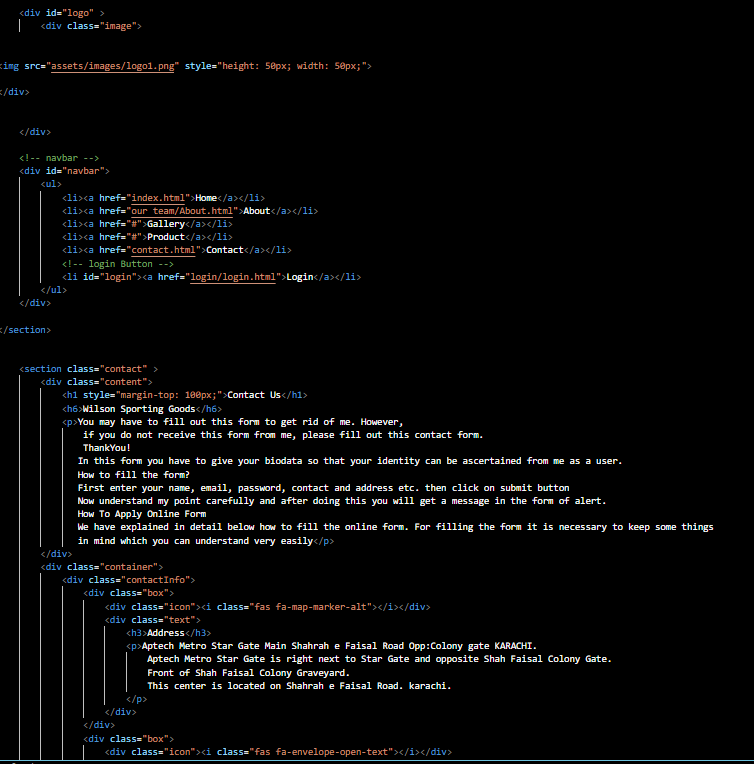 <div id="logo" >
<div class="image">
<img src="assets/images/logo1.png" style="height: 50px; width: 50px;">
</div>
</div>
<!-- navbar -->
<div id="navbar">
<ul>
<li><a href="index.html">Home</a></li>
<li><a href="our team/About.html">About</a></li>
<li><a href="#">Gallery</a></li>
<li><a href="#">Product</a></li>
<li><a href="contact.html">Contact</a></li>
<!-- login Button -->
<li id="login"><a href="login/login.html">Login</a></li>
</ul>
</div>
</section>
<section class="contact" >
<div class="content">
<h1 style="margin-top: 100px;">Contact Us</h1>
<h6>Wilson Sporting Goods</h6>
<p>You may have to fill out this form to get rid of me. However,
if you do not receive this form from me, please fill out this contact form.
ThankYou!
In this form you have to give your biodata so that your identity can be ascertained from me as a user.
How to fill the form?
First enter your name, email, password, contact and address etc. then click on submit button
Now understand my point carefully and after doing this you will get a message in the form of alert.
How To Apply Online Form
We have explained in detail below how to fill the online form. For filling the form it is necessary to keep some things
in mind which you can understand very easily</p>
</div>
<div class="container">
<div class="contactInfo">
<div class="box">
<div class="icon"><i class="fas fa-map-marker-alt"></i></div>
<div class="text">
<h3>Address</h3>
<p>Aptech Metro Star Gate Main Shahrah e Faisal Road Opp:Colony gate KARACHI.
Aptech Metro Star Gate is right next to Star Gate and opposite Shah Faisal Colony Gate.
Front of Shah Faisal Colony Graveyard.
This center is located on Shahrah e Faisal Road. karachi.
</p>
</div>
</div>
<div class="box">
<div class="icon"><i class="fas fa-envelope-open-text"></i></div>